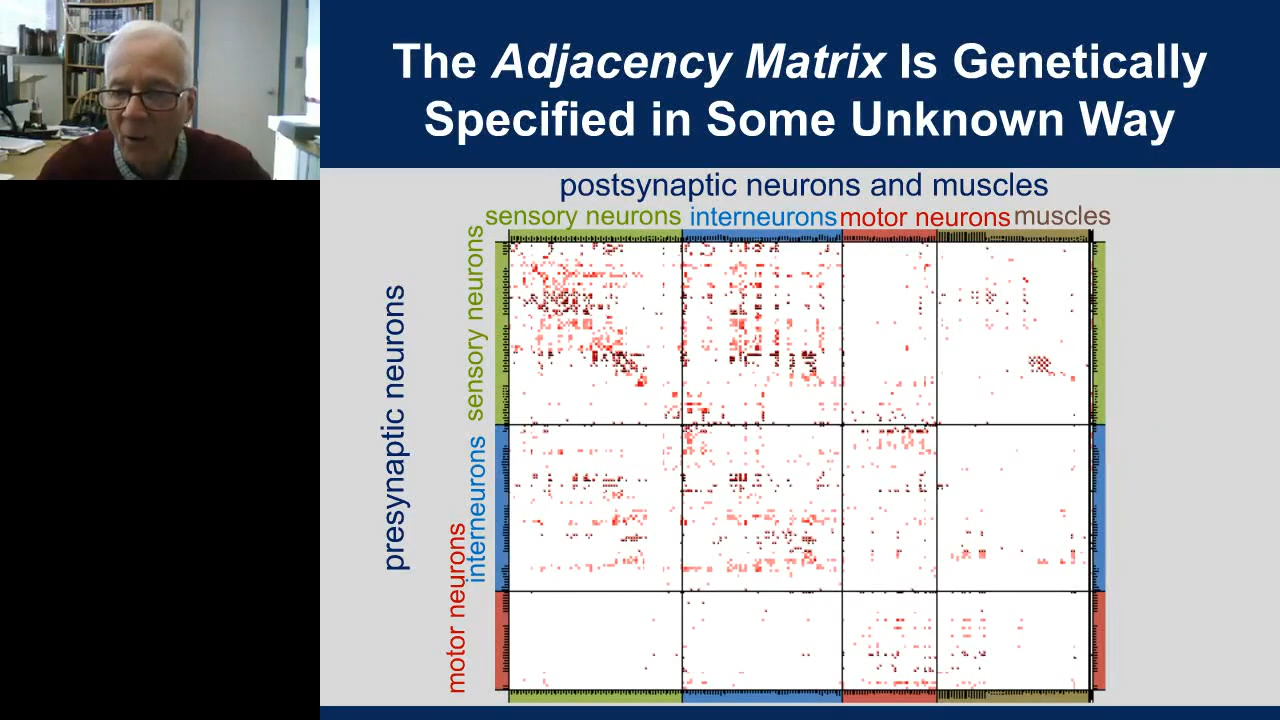 The Adjacency Matrix Is Genetically
Specified in Some Unknown Way
postsynaptic neurons and muscles
sensory neurons interneurons motor neurons muscles
presynaptic neurons
sensory neurons
interneurons
motor neurons